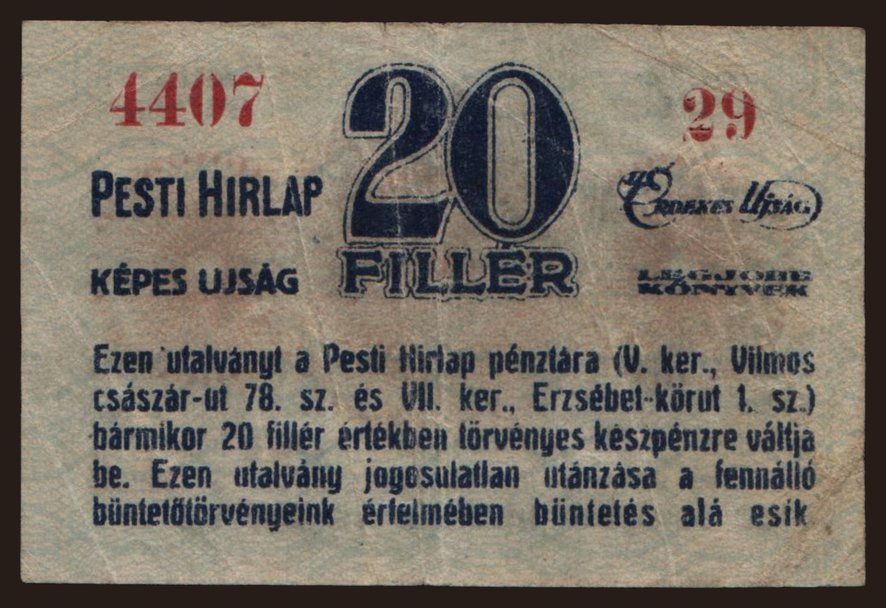 4407
20
29
PESTI HIRLAP
AZ ÉRDEKES UJSÁG
KÉPES UJSÁG
FILLÉR
LEGJOBB
KÖNYVEK
Ezen utalványt a Pesti Hirlap pénztára (V. ker., Vilmos
császár-ut 78. sz. és VII. ker., Erzsébet-körut 1. sz.)
bármikor 20 fillér értékben törvényes készpénzre váltja
be. Ezen utalvány jogosulatlan utánzása a fennálló
büntetőtörvényeink értelmében büntetés alá esik